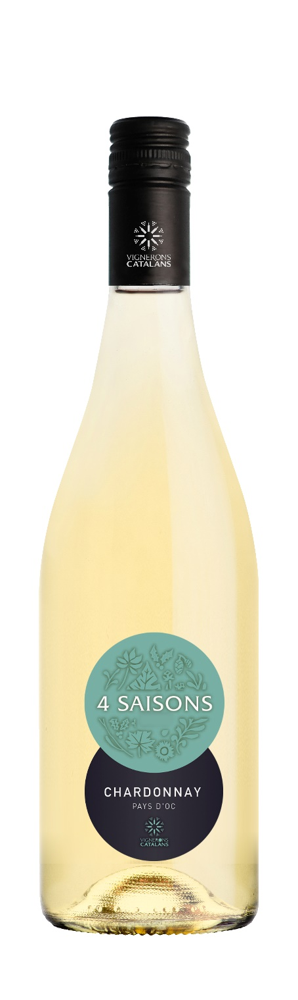 VIGNERONS
CATALANS
4 SAISONS
CHARDONNAY
PAYS D'OC
VIGNERONS
CATALANS